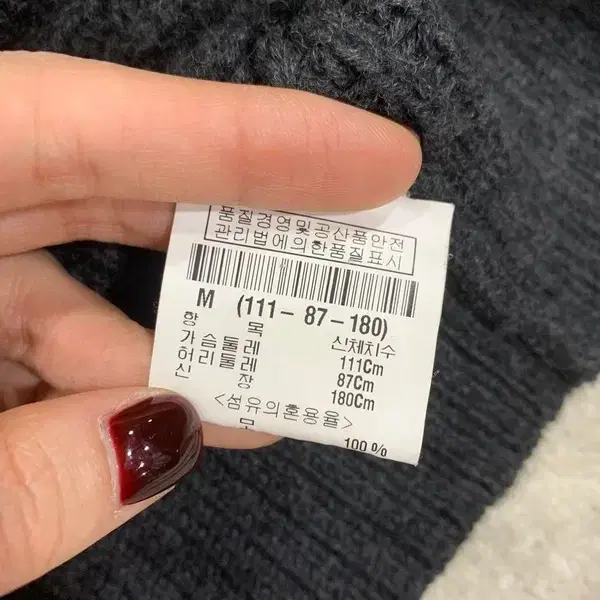 품질경영및공산품안전
관리법에의한품질표시
M (111-87-180)
항 목 신체치수
가슴둘레 111Cm
허리둘레 87Cm
신 장 180Cm
<섬유의혼용율>
모 100%